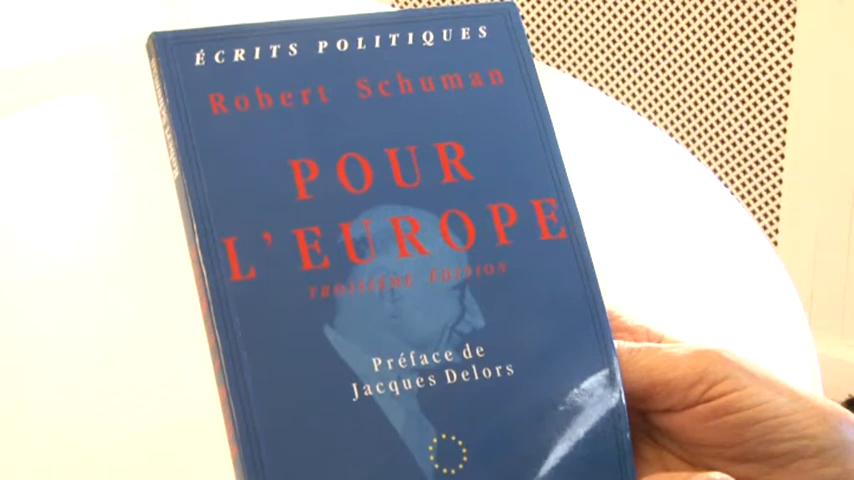 ÉCRITS POLITIQUES
Robert Schuman
POUR
L'EUROPE
TROISIÈME ÉDITION
Préface de
Jacques Delors